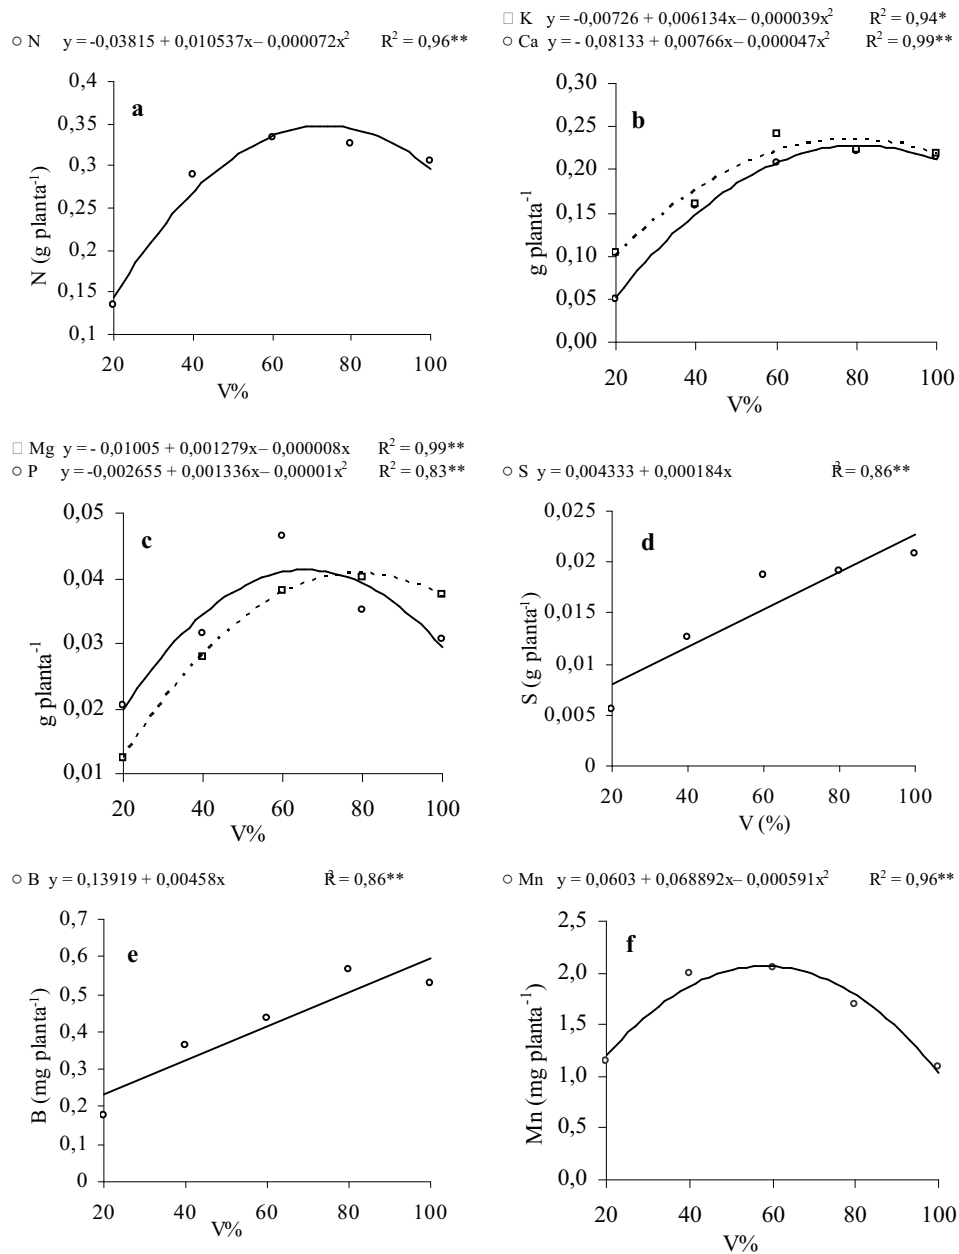 □ K y = -0,00726 + 0,006134x– 0,000039x² R² = 0,94*
○ N y = -0,03815 + 0,010537x– 0,000072x² R² = 0,96**
○ Ca y = - 0,08133 + 0,00766x– 0,000047x² R² = 0,99**
a
N (g planta⁻¹)
0,4
0,35
0,3
0,25
0,2
0,15
0,1
20 40 60 80 100
V%
b
g planta⁻¹
0,30
0,25
0,20
0,15
0,10
0,05
0,00
20 40 60 80 100
V%
□ Mg y = - 0,01005 + 0,001279x– 0,000008x R² = 0,99**
○ P y = -0,002655 + 0,001336x– 0,00001x² R² = 0,83**
c
g planta⁻¹
0,05
0,04
0,03
0,02
0,01
20 40 60 80 100
V%
○ S y = 0,004333 + 0,000184x R² = 0,86**
d
S (g planta⁻¹)
0,025
0,02
0,015
0,01
0,005
0
20 40 60 80 100
V (%)
○ B y = 0,13919 + 0,00458x R² = 0,86**
e
B (mg planta⁻¹)
0,7
0,6
0,5
0,4
0,3
0,2
0,1
0
20 40 60 80 100
V%
○ Mn y = 0,0603 + 0,068892x– 0,000591x² R² = 0,96**
f
Mn (mg planta⁻¹)
2,5
2,0
1,5
1,0
0,5
0,0
20 40 60 80 100
V%